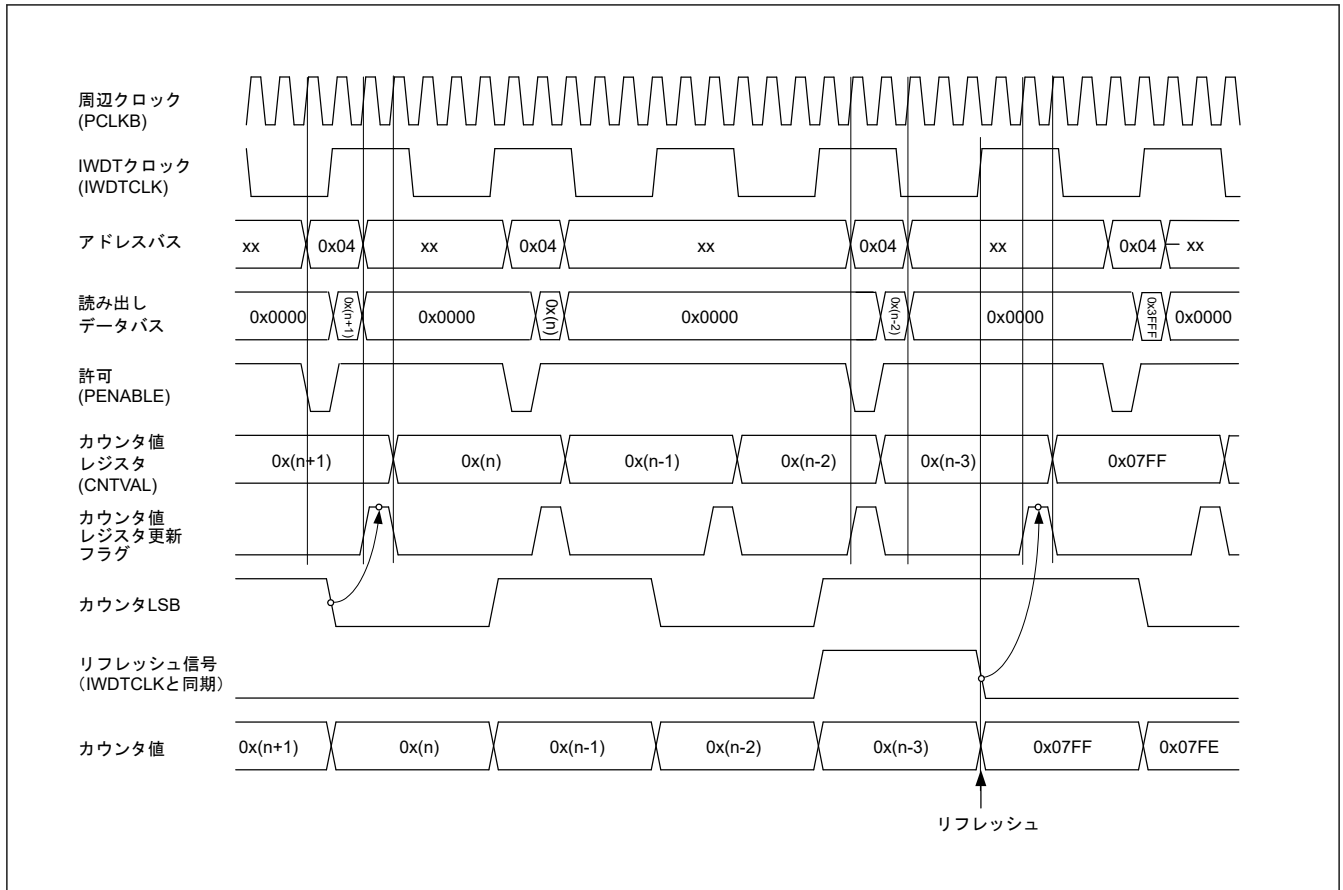 周辺クロック
(PCLKB)
IWDTクロック
(IWDTCLK)
アドレスバス
xx 0x04 xx 0x04 xx 0x04 xx 0x04 xx
読み出し
データバス
0x0000 0x(n+1) 0x0000 0x(n) 0x0000 0x(n-2) 0x0000 0x3FFF 0x0000
許可
(PENABLE)
カウンタ値
レジスタ
(CNTVAL)
0x(n+1) 0x(n) 0x(n-1) 0x(n-2) 0x(n-3) 0x07FF
カウンタ値
レジスタ更新
フラグ
カウンタLSB
リフレッシュ信号
（IWDTCLKと同期）
カウンタ値
0x(n+1) 0x(n) 0x(n-1) 0x(n-2) 0x(n-3) 0x07FF 0x07FE
リフレッシュ